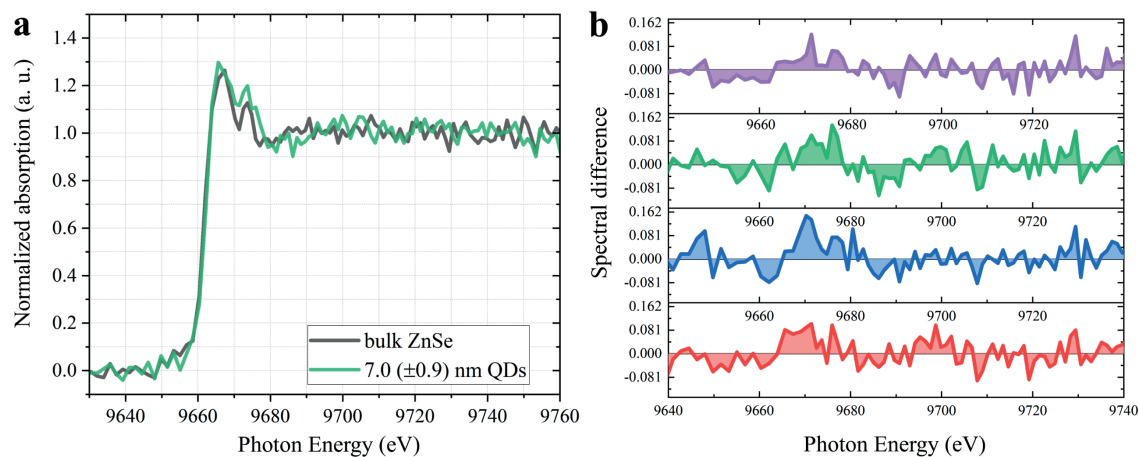 a
1.4
1.2
1.0
0.8
0.6
0.4
0.2
0.0
Normalized absorption (a. u.)
bulk ZnSe
7.0 (±0.9) nm QDs
9640 9660 9680 9700 9720 9740 9760
Photon Energy (eV)
b
Spectral difference
0.162
0.081
0.000
-0.081
9660 9680 9700 9720
0.162
0.081
0.000
-0.081
9660 9680 9700 9720
0.162
0.081
0.000
-0.081
9660 9680 9700 9720
0.162
0.081
0.000
-0.081
9640 9660 9680 9700 9720 9740
Photon Energy (eV)